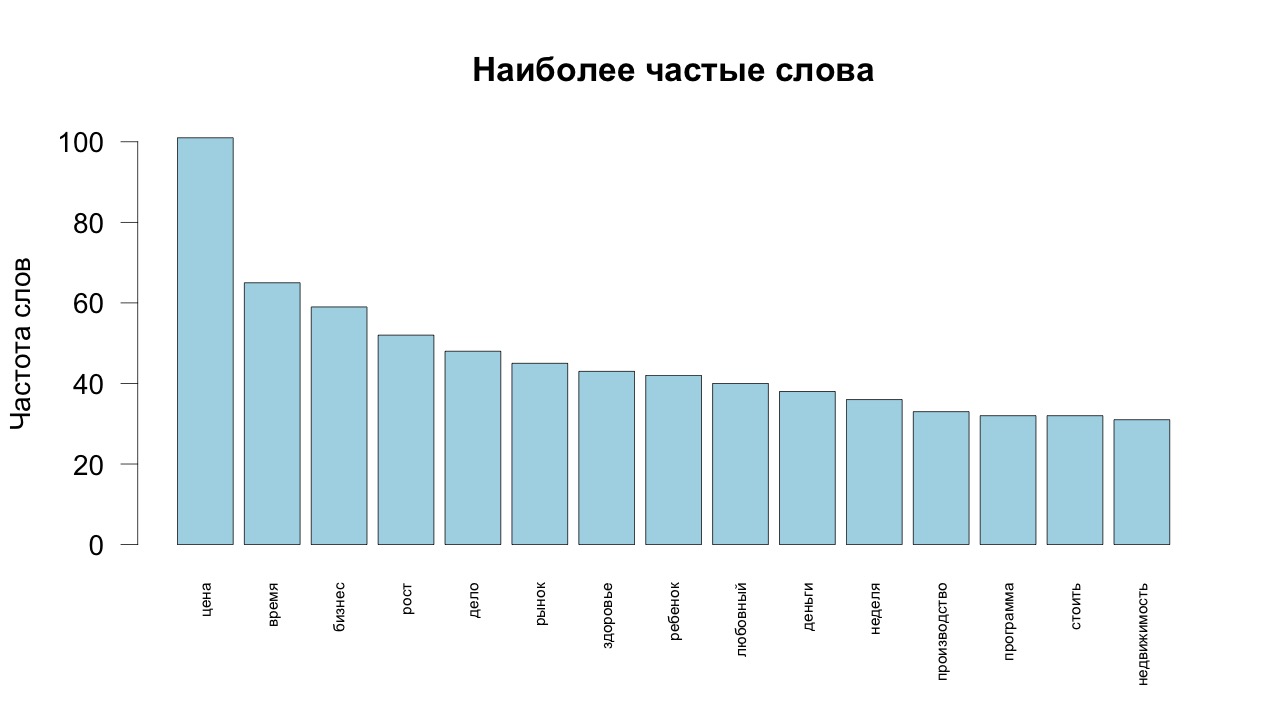 Наиболее частые слова
Частота слов
100
80
60
40
20
0
цена
время
бизнес
рост
дело
рынок
здоровье
ребенок
любовный
деньги
неделя
производство
программа
стоить
недвижимость